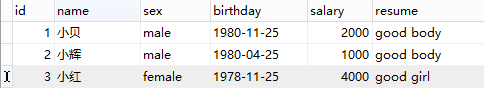 id name sex birthday salary resume
1 小贝 male 1980-11-25 2000 good body
2 小辉 male 1980-04-25 1000 good body
3 小红 female 1978-11-25 4000 good girl